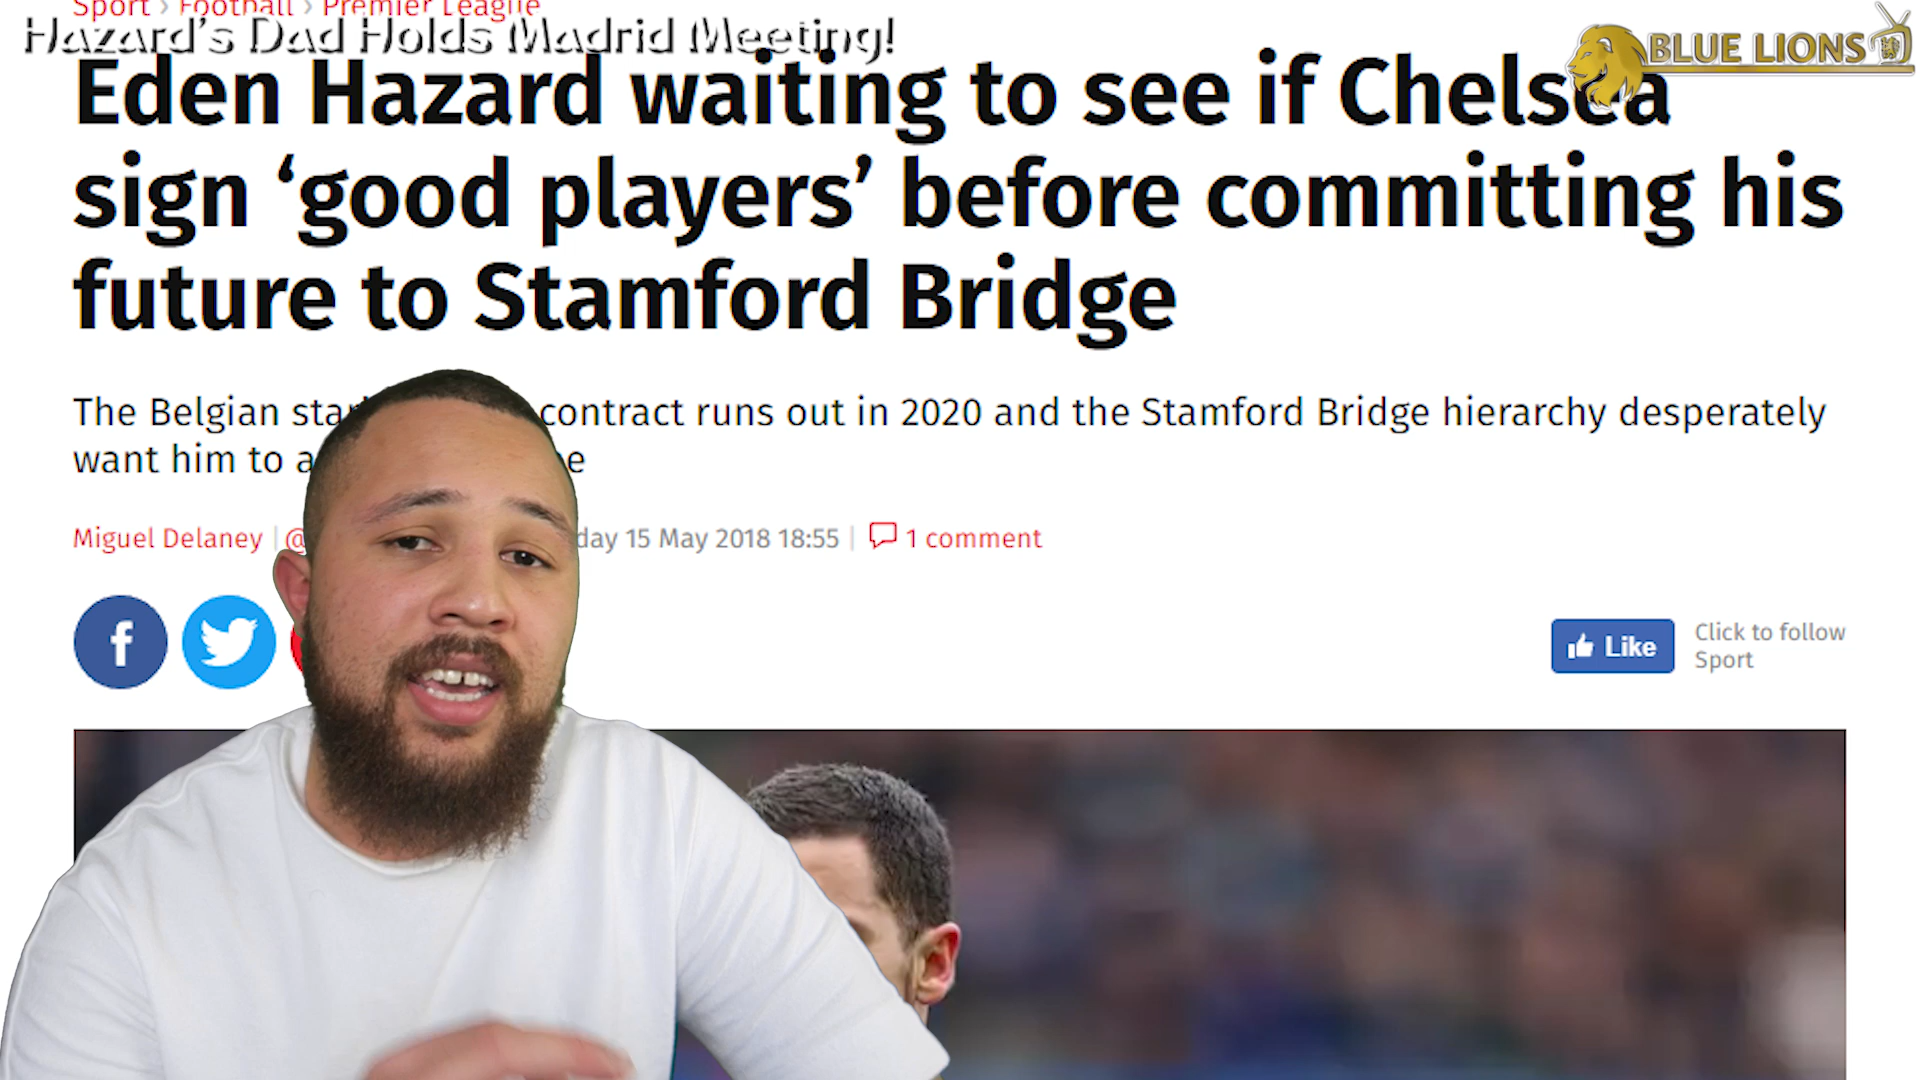 Sport › Football › Premier League
Hazard's Dad Holds Madrid Meeting!
BLUE LIONS
Eden Hazard waiting to see if Chelsea
sign ‘good players’ before committing his
future to Stamford Bridge
The Belgian star contract runs out in 2020 and the Stamford Bridge hierarchy desperately
want him to a e
Miguel Delaney | @ day 15 May 2018 18:55 | 1 comment
f
Like
Click to follow
Sport